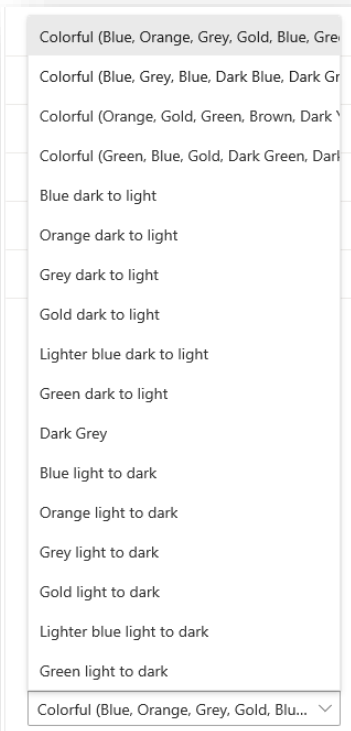 Colorful (Blue, Orange, Grey, Gold, Blue, Gre
Colorful (Blue, Grey, Blue, Dark Blue, Dark Gr
Colorful (Orange, Gold, Green, Brown, Dark
Colorful (Green, Blue, Gold, Dark Green, Dark
Blue dark to light
Orange dark to light
Grey dark to light
Gold dark to light
Lighter blue dark to light
Green dark to light
Dark Grey
Blue light to dark
Orange light to dark
Grey light to dark
Gold light to dark
Lighter blue light to dark
Green light to dark
Colorful (Blue, Orange, Grey, Gold, Blu...